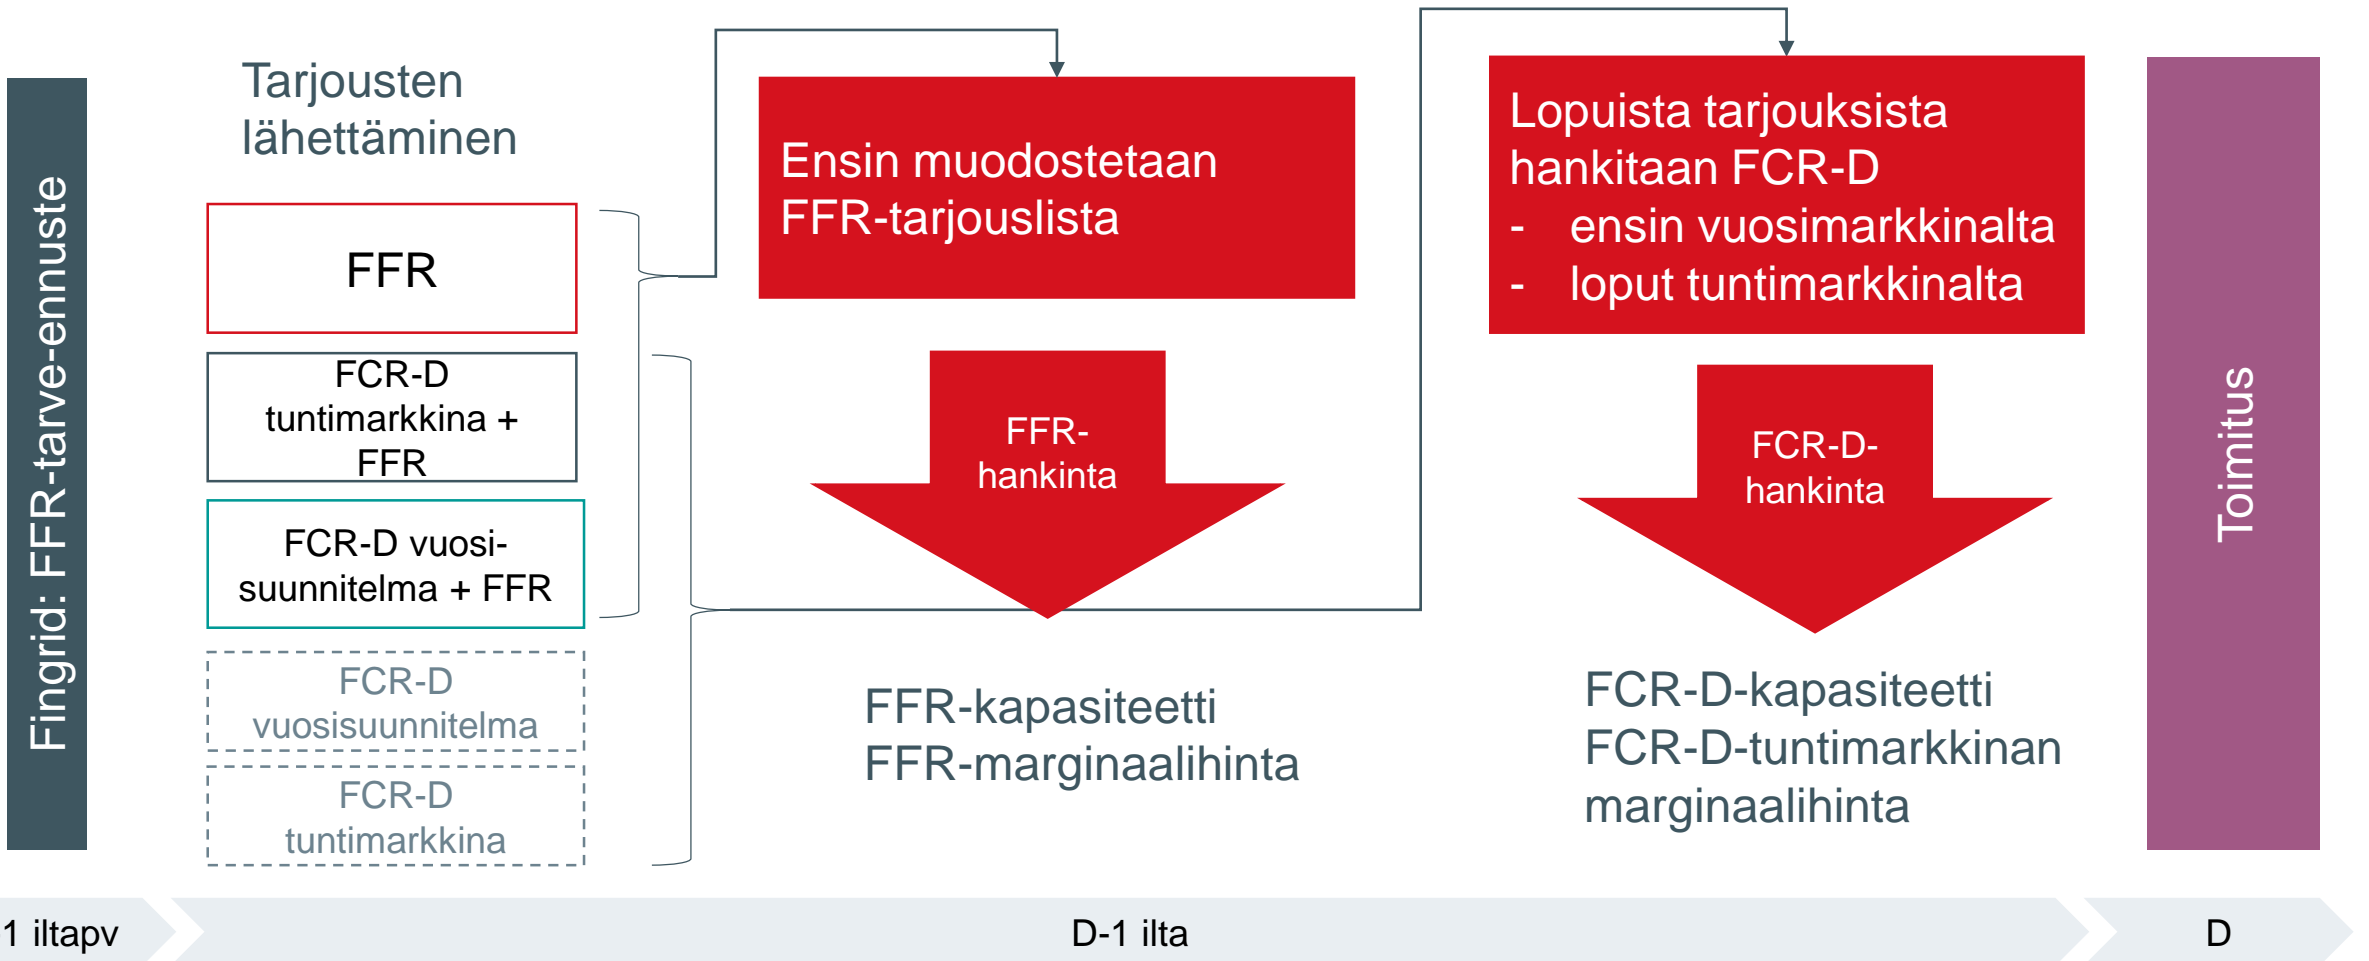 Fingrid: FFR-tarve-ennuste
Tarjousten
lähettäminen
FFR
FCR-D
tuntimarkkina +
FFR
FCR-D vuosi-
suunnitelma + FFR
FCR-D
vuosisuunnitelma
FCR-D
tuntimarkkina
Ensin muodostetaan
FFR-tarjouslista
FFR-
hankinta
FFR-kapasiteetti
FFR-marginaalihinta
Lopuista tarjouksista
hankitaan FCR-D
- ensin vuosimarkkinalta
- loput tuntimarkkinalta
FCR-D-
hankinta
FCR-D-kapasiteetti
FCR-D-tuntimarkkinan
marginaalihinta
Toimitus
1 iltapv
D-1 ilta
D